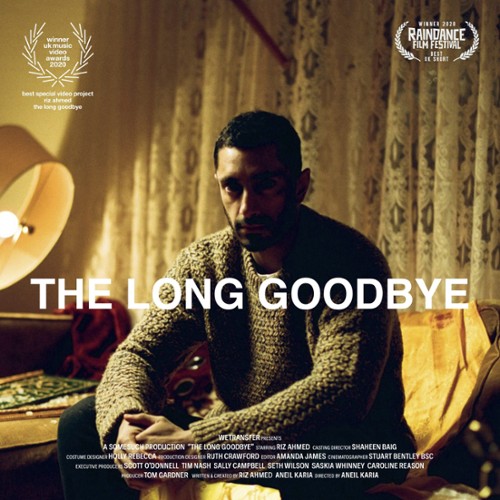 winner
uk music
video
awards
2020
best special video project
riz ahmed
the long goodbye
WINNER 2020
RAINDANCE
FILM FESTIVAL
BEST
UK SHORT
THE LONG GOODBYE
WETRANSFER PRESENTS
A SOMESUCH PRODUCTION "THE LONG GOODBYE" STARRING RIZ AHMED CASTING DIRECTOR SHAHEEN BAIG
COSTUME DESIGNER HOLLY REBECCA PRODUCTION DESIGNER RUTH CRAWFORD EDITOR AMANDA JAMES CINEMATOGRAPHER STUART BENTLEY BSC
EXECUTIVE PRODUCERS SCOTT O'DONNELL TIM NASH SALLY CAMPBELL SETH WILSON SASKIA WHINNEY CAROLINE REASON
PRODUCER TOM GARDNER WRITTEN & CREATED BY RIZ AHMED ANEIL KARIA DIRECTED BY ANEIL KARIA